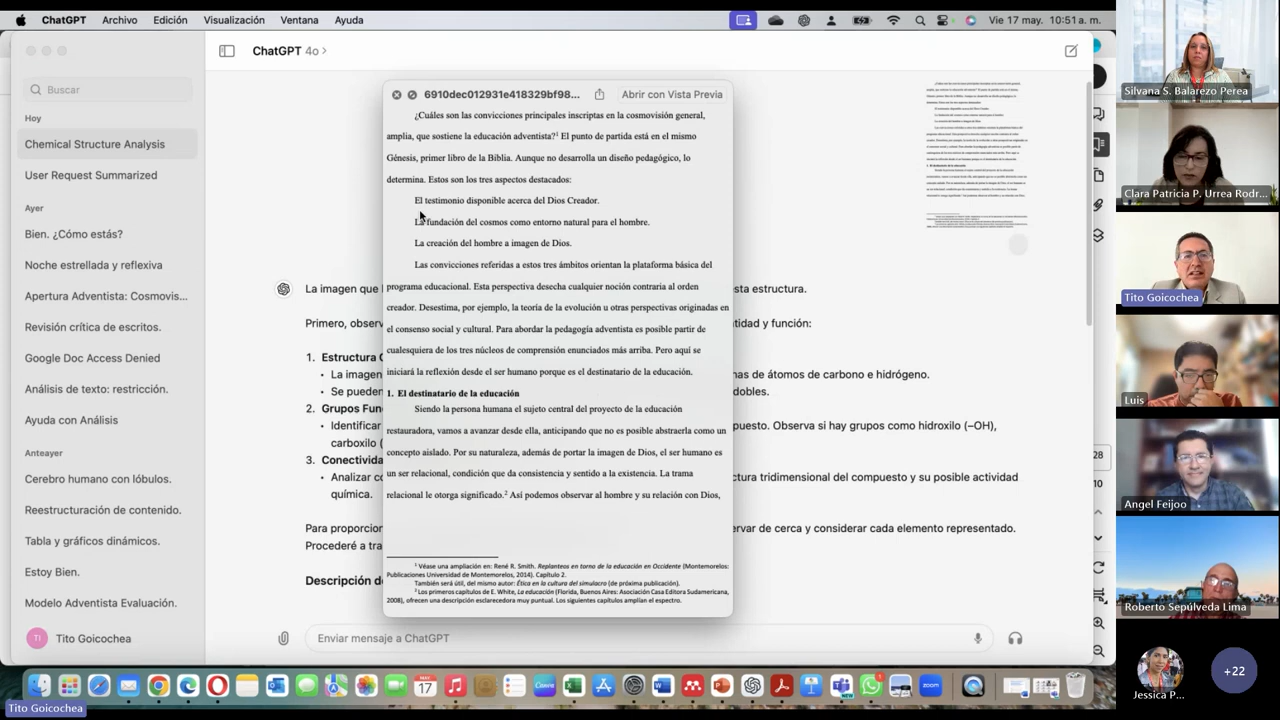 ChatGPT Archivo Edición Visualización Ventana Ayuda Vie 17 may. 10:51 a. m.
ChatGPT 4o >
Buscar
Hoy
Chemical Structure Analysis
User Request Summarized
Ayer
Bien. ¿Cómo estás?
Noche estrellada y reflexiva
Apertura Adventista: Cosmovis...
Revisión crítica de escritos.
Google Doc Access Denied
Análisis de texto: restricción.
Ayuda con Análisis
Anteayer
Cerebro humano con lóbulos.
Reestructuración de contenido.
Tabla y gráficos dinámicos.
Estoy Bien.
Modelo Adventista Evaluación.
TI Tito Goicochea
6910dec012931e418329bf98... Abrir con Vista Previa
¿Cuáles son las convicciones principales inscriptas en la cosmovisión general,
amplia, que sostiene la educación adventista?1 El punto de partida está en el mismo
Génesis, primer libro de la Biblia. Aunque no desarrolla un diseño pedagógico, lo
determina. Estos son los tres aspectos destacados:
El testimonio disponible acerca del Dios Creador.
La fundación del cosmos como entorno natural para el hombre.
La creación del hombre a imagen de Dios.
Las convicciones referidas a estos tres ámbitos orientan la plataforma básica del
programa educacional. Esta perspectiva desecha cualquier noción contraria al orden
creador. Desestima, por ejemplo, la teoría de la evolución u otras perspectivas originadas en
el consenso social y cultural. Para abordar la pedagogía adventista es posible partir de
cualesquiera de los tres núcleos de comprensión enunciados más arriba. Pero aquí se
iniciará la reflexión desde el ser humano porque es el destinatario de la educación.
1. El destinatario de la educación
Siendo la persona humana el sujeto central del proyecto de la educación
restauradora, vamos a avanzar desde ella, anticipando que no es posible abstraerla como un
concepto aislado. Por su naturaleza, además de portar la imagen de Dios, el ser humano es
un ser relacional, condición que da consistencia y sentido a la existencia. La trama
relacional le otorga significado.2 Así podemos observar al hombre y su relación con Dios,
1 Véase una ampliación en: René R. Smith. Replanteos en torno de la educación en Occidente (Montemorelos:
Publicaciones Universidad de Montemorelos, 2014). Capítulo 2.
También será útil, del mismo autor: Ética en la cultura del simulacro (de próxima publicación).
2 Los primeros capítulos de E. White, La educación (Florida, Buenos Aires: Asociación Casa Editora Sudamericana,
2008), ofrecen una descripción esclarecedora muy puntual. Los siguientes capítulos amplían el espectro.
La imagen que sta estructura.
Primero, obser ntidad y función:
1. Estructura C
• La image nas de átomos de carbono e hidrógeno.
• Se pueden dobles.
2. Grupos Fun
• Identificar puesto. Observa si hay grupos como hidroxilo (–OH),
carboxilo (
3. Conectivida
• Analizar co ctura tridimensional del compuesto y su posible actividad
química.
Para proporcion rvar de cerca y considerar cada elemento representado.
Procederé a tra
Descripción de
Enviar mensaje a ChatGPT
28
10
MAY
17
Canva
zoom
Tito Goicochea
Silvana S. Balarezo Perea
Clara Patricia P. Urrea Rodr...
Tito Goicochea
Luis
Angel Feijoo
Roberto Sepúlveda Lima
Jessica P...
+22